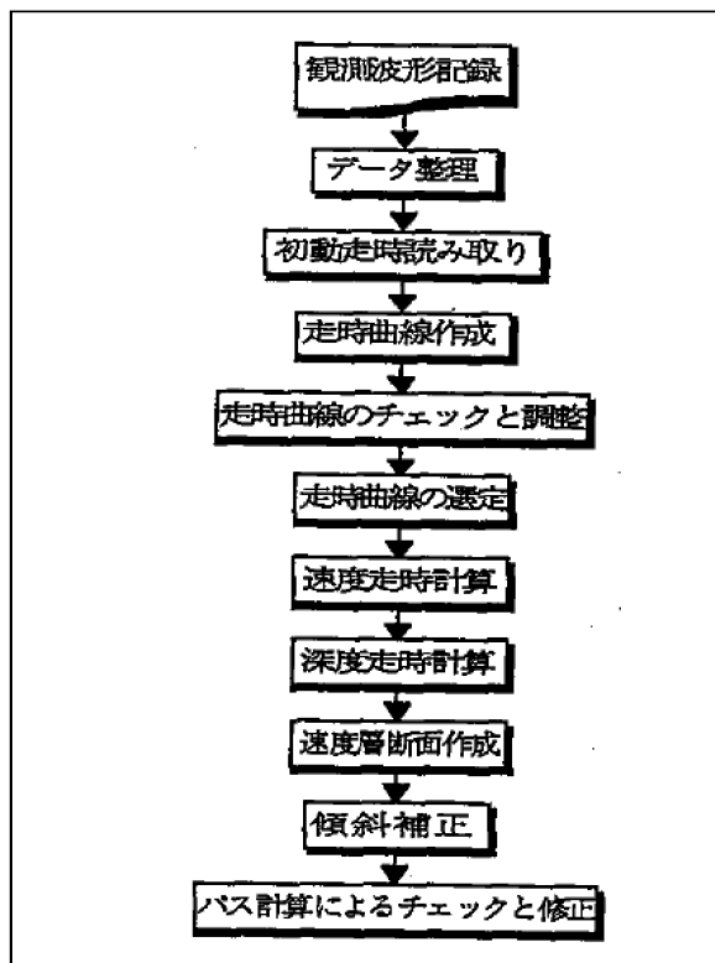 観測波形記録
データ整理
初動走時読み取り
走時曲線作成
走時曲線のチェックと調整
走時曲線の選定
速度走時計算
深度走時計算
速度層断面作成
傾斜補正
パス計算によるチェックと修正